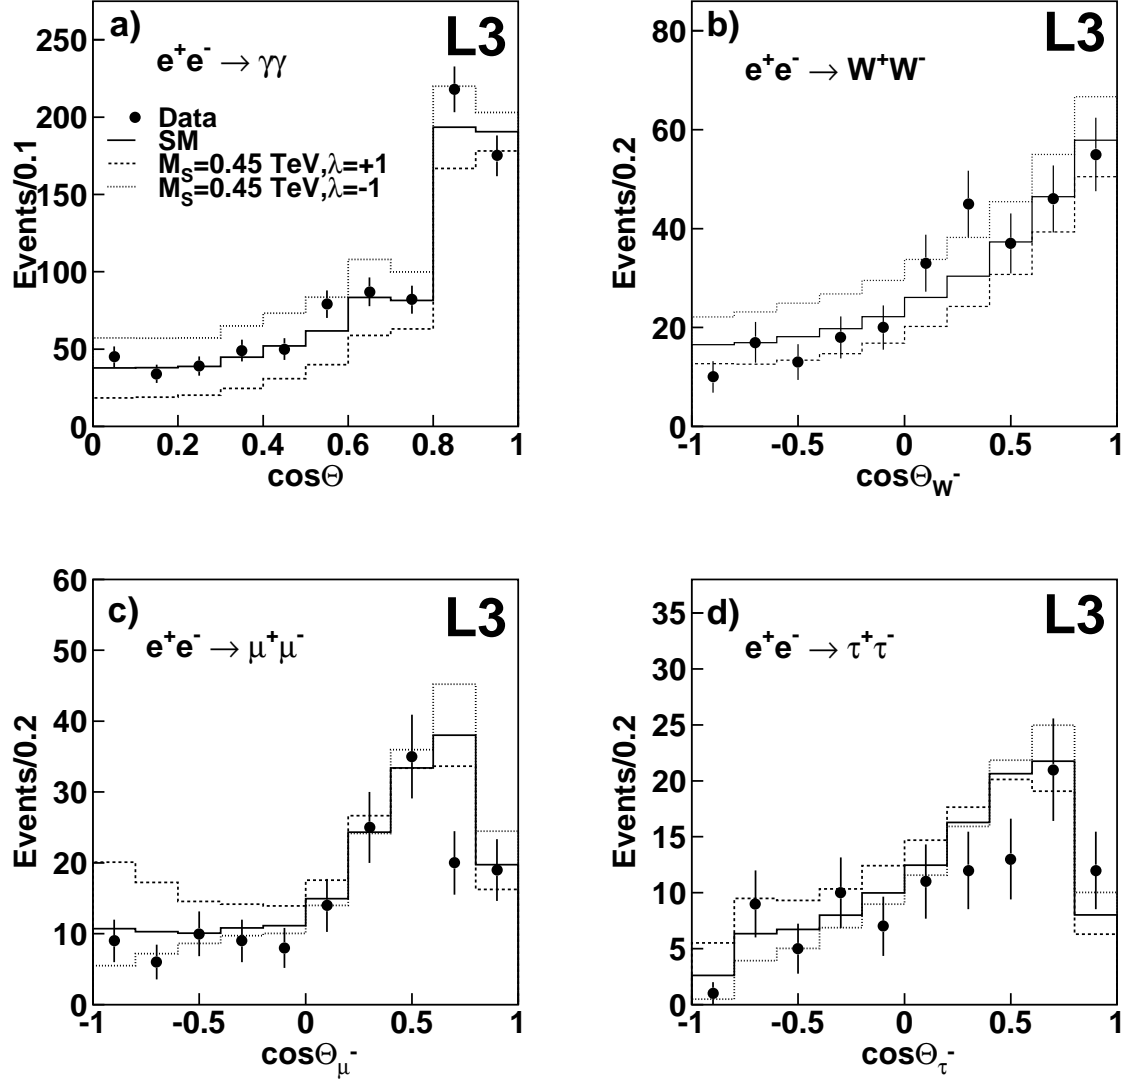 a)
L3
e⁺e⁻ → γγ
Data
SM
M_S=0.45 TeV,λ=+1
M_S=0.45 TeV,λ=-1
Events/0.1
250
200
150
100
50
0
0 0.2 0.4 0.6 0.8 1
cosΘ
b)
L3
e⁺e⁻ → W⁺W⁻
Events/0.2
80
60
40
20
0
-1 -0.5 0 0.5 1
cosΘ_W⁻
c)
L3
e⁺e⁻ → μ⁺μ⁻
Events/0.2
60
50
40
30
20
10
0
-1 -0.5 0 0.5 1
cosΘ_μ⁻
d)
L3
e⁺e⁻ → τ⁺τ⁻
Events/0.2
35
30
25
20
15
10
5
0
-1 -0.5 0 0.5 1
cosΘ_τ⁻